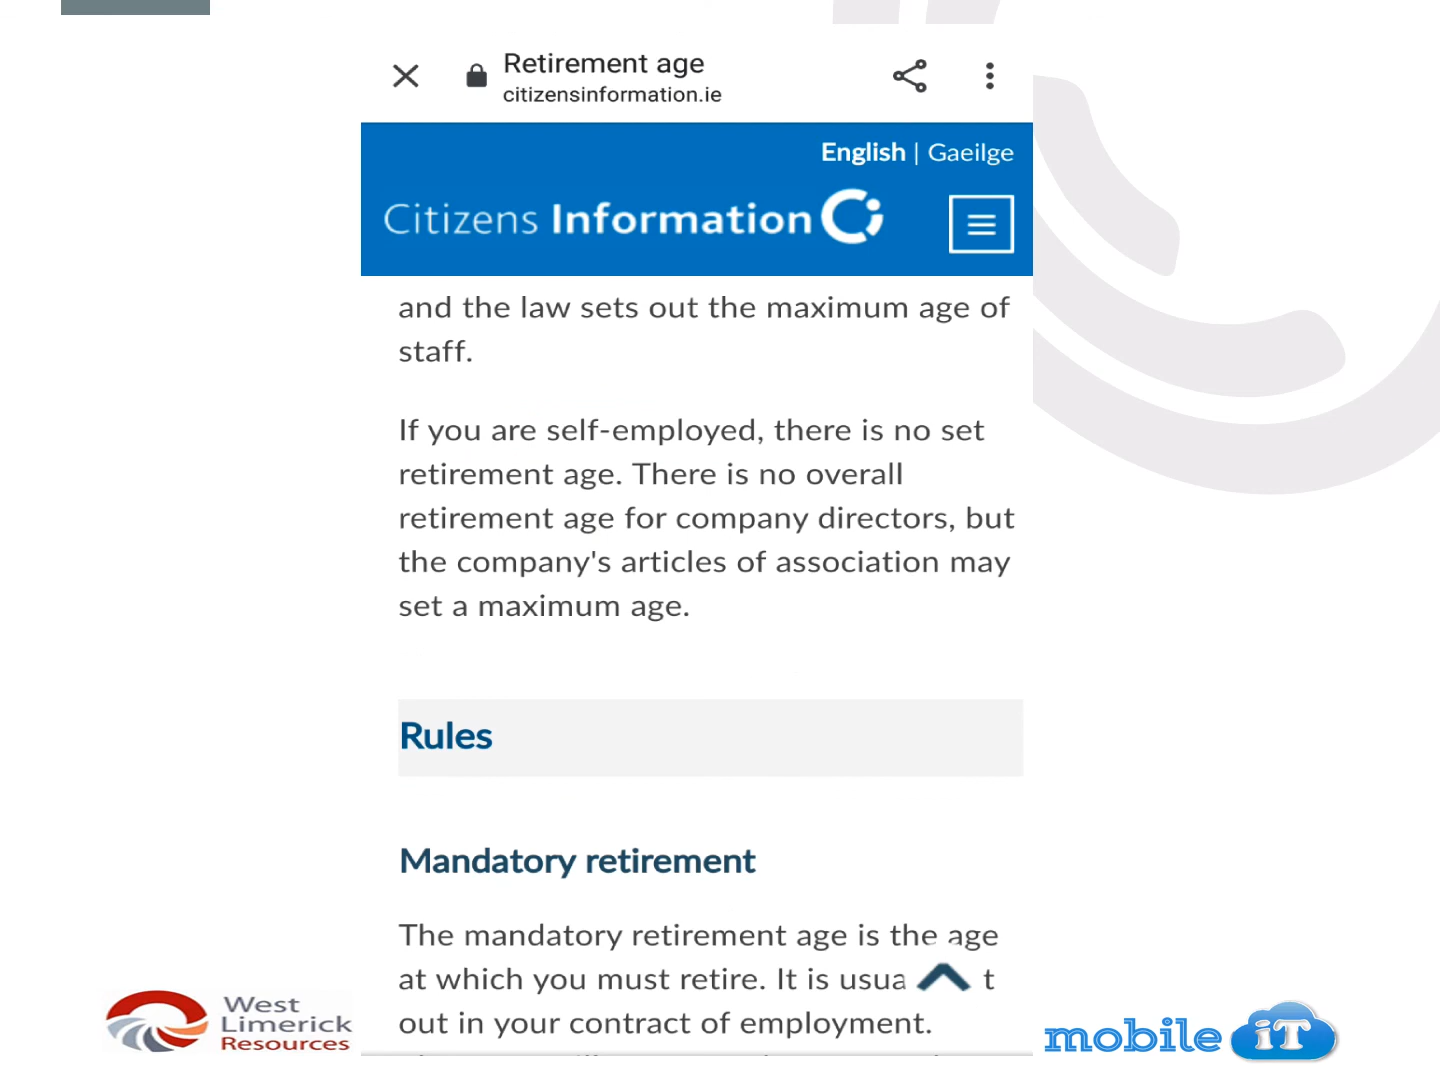 Retirement age
citizensinformation.ie
English | Gaeilge
Citizens Information
and the law sets out the maximum age of
staff.
If you are self-employed, there is no set
retirement age. There is no overall
retirement age for company directors, but
the company's articles of association may
set a maximum age.
Rules
Mandatory retirement
The mandatory retirement age is the age
at which you must retire. It is usua t
out in your contract of employment.
West
Limerick
Resources
mobile iT